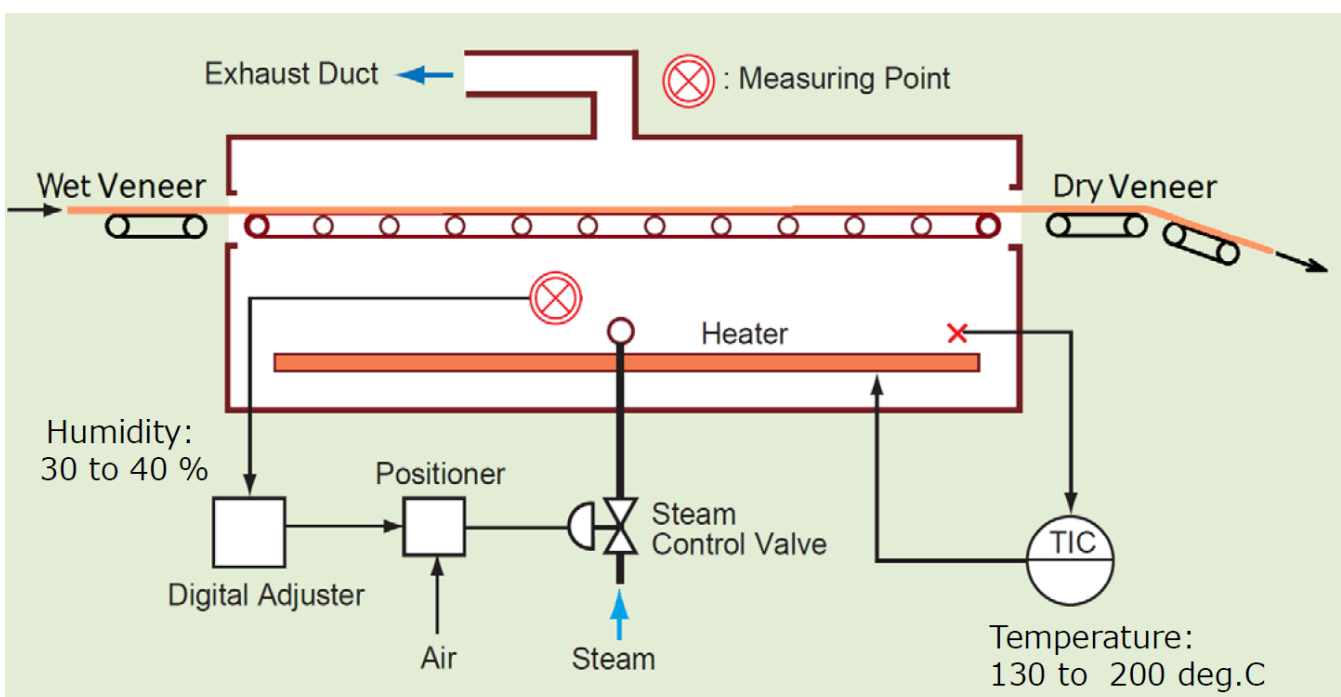 Exhaust Duct
: Measuring Point
Wet Veneer
Dry Veneer
Heater
Humidity:
30 to 40 %
Positioner
Steam
Control Valve
TIC
Digital Adjuster
Air
Steam
Temperature:
130 to 200 deg.C